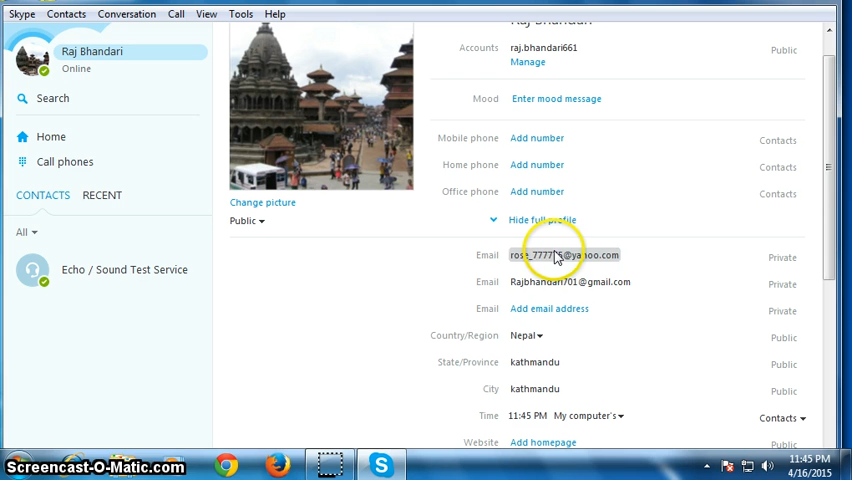 Skype Contacts Conversation Call View Tools Help
Raj Bhandari
Online
Search
Home
Call phones
CONTACTS RECENT
All
Echo / Sound Test Service
Raj Bhandari
Accounts raj.bhandari661 Public
Manage
Mood Enter mood message
Mobile phone Add number Contacts
Home phone Add number Contacts
Office phone Add number Contacts
Change picture
Public
Hide full profile
Email Private
Email Rajbhandari701@gmail.com Private
Email Add email address Private
Country/Region Nepal Public
State/Province kathmandu Public
City kathmandu Public
Time 11:45 PM My computer's Contacts
Website Add homepage Public
Screencast-O-Matic.com
11:45 PM
4/16/2015